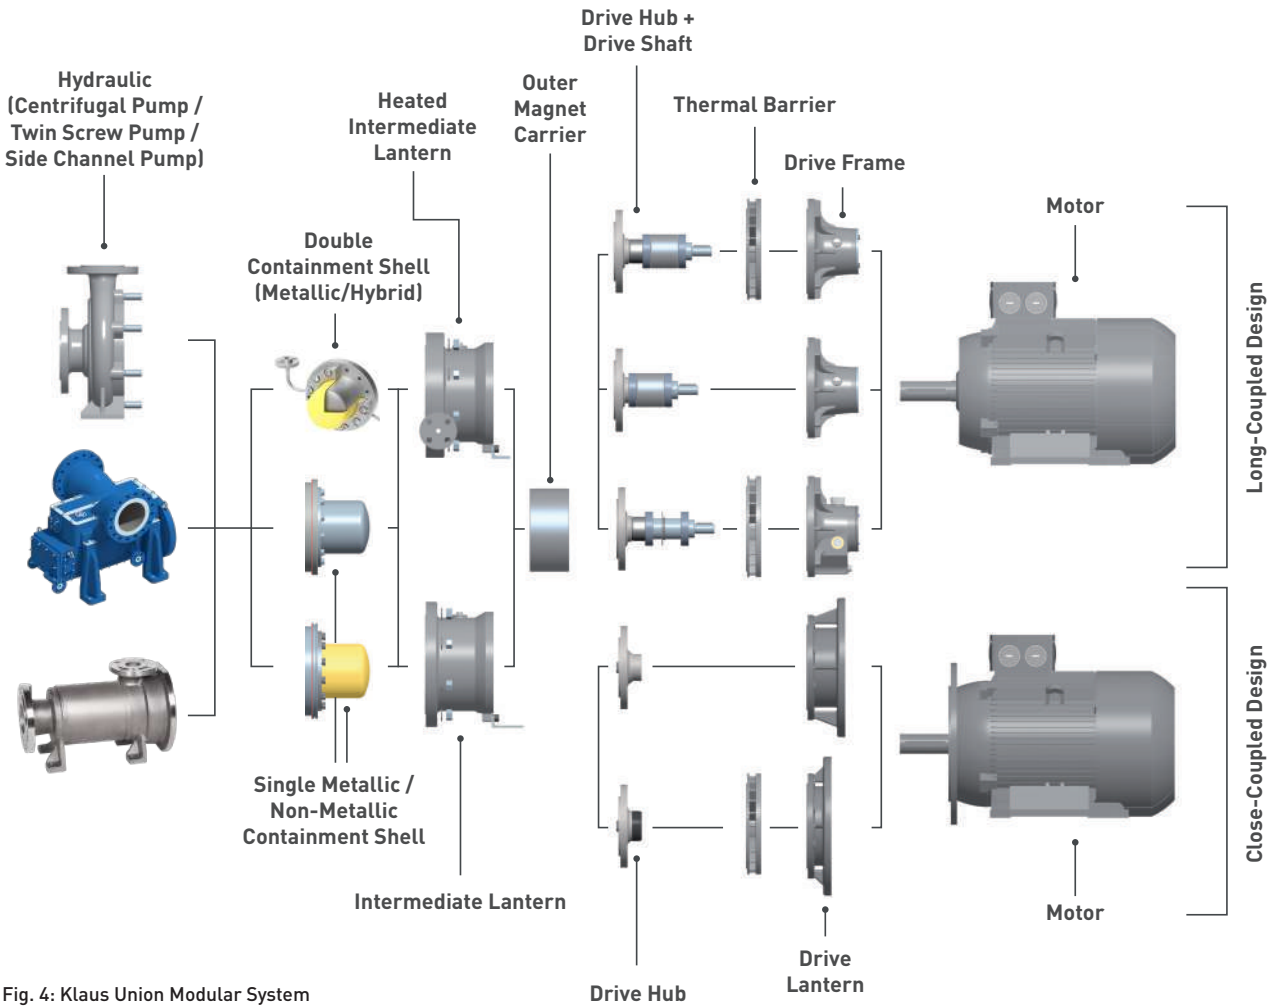 Drive Hub +
Drive Shaft
Hydraulic
(Centrifugal Pump /
Twin Screw Pump /
Side Channel Pump)
Heated
Intermediate
Lantern
Outer
Magnet
Carrier
Thermal Barrier
Drive Frame
Motor
Double
Containment Shell
(Metallic/Hybrid)
Long-Coupled Design
Single Metallic /
Non-Metallic
Containment Shell
Intermediate Lantern
Close-Coupled Design
Motor
Drive
Lantern
Drive Hub
Fig. 4: Klaus Union Modular System